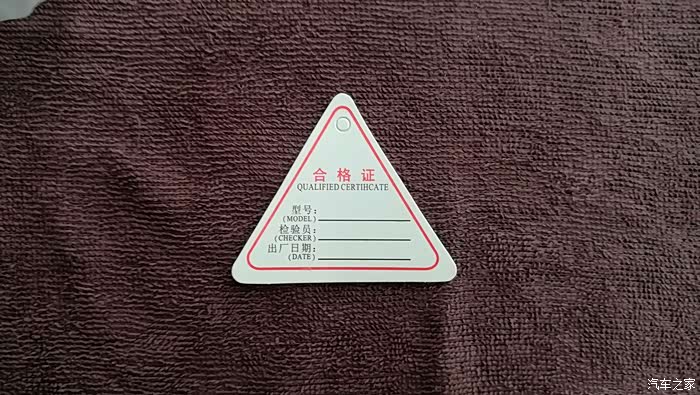 合格证
QUALIFIED CERTIHCATE
型号：
(MODEL)
检验员：
(CHECKER)
出厂日期：
(DATE)
汽车之家